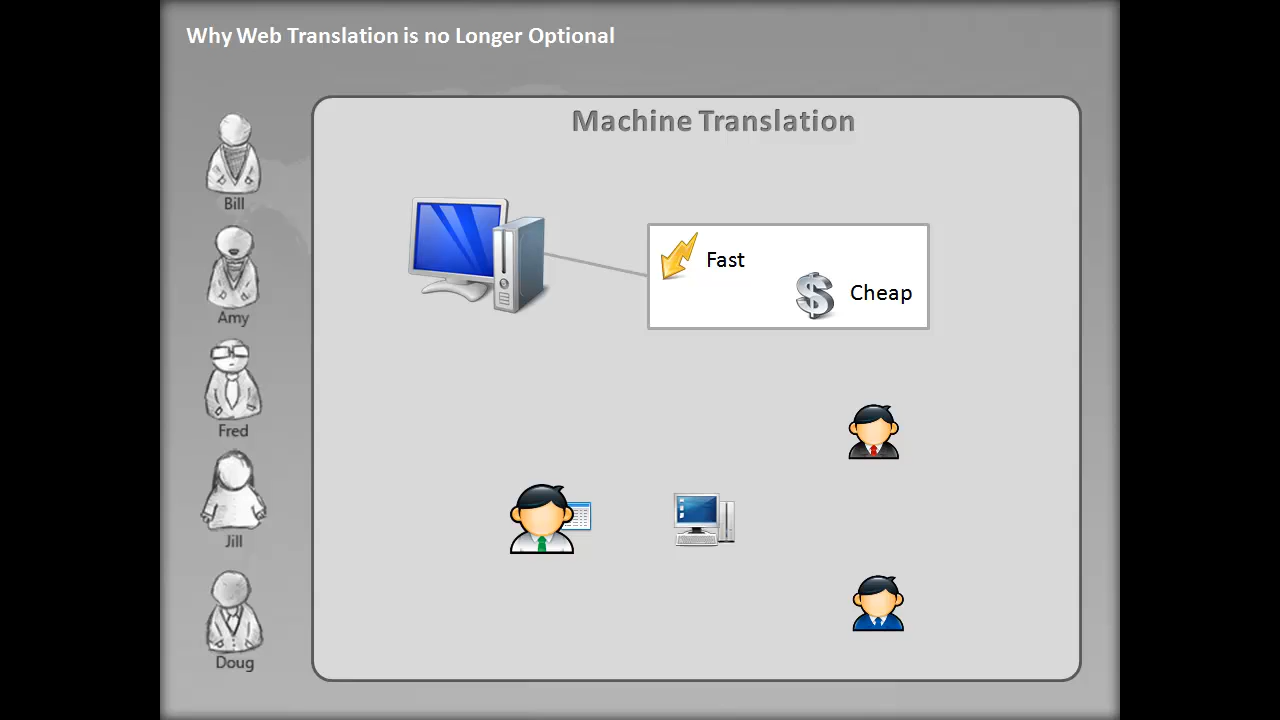 Why Web Translation is no Longer Optional
Machine Translation
Bill
Amy
Fred
Jill
Doug
Fast
Cheap